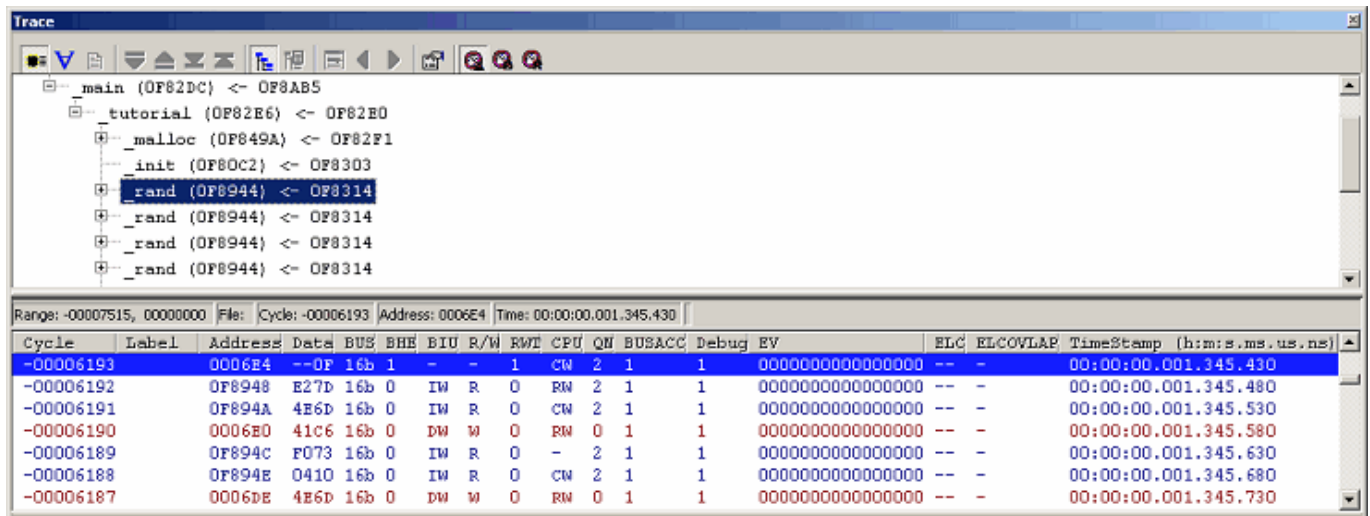 Trace
_main (0F82DC) <- 0F8AB5
_tutorial (0F82E6) <- 0F82E0
_malloc (0F849A) <- 0F82F1
_init (0F80C2) <- 0F8303
_rand (0F8944) <- 0F8314
_rand (0F8944) <- 0F8314
_rand (0F8944) <- 0F8314
_rand (0F8944) <- 0F8314
Range: -00007515, 00000000 File: Cycle: -00006193 Address: 0006E4 Time: 00:00:00.001.345.430
Cycle Label Address Data BUS BHE BIU R/W RWT CPU QN BUSACC Debug EV ELC ELCOVLAP TimeStamp (h:m:s.ms.us.ns)
-00006193 0006E4 --0F 16b 1 - - 1 CW 2 1 1 0000000000000000 -- - 00:00:00.001.345.430
-00006192 0F8948 E27D 16b 0 IW R 0 RW 2 1 1 0000000000000000 -- - 00:00:00.001.345.480
-00006191 0F894A 4E6D 16b 0 IW R 0 CW 2 1 1 0000000000000000 -- - 00:00:00.001.345.530
-00006190 0006E0 41C6 16b 0 DW W 0 RW 0 1 1 0000000000000000 -- - 00:00:00.001.345.580
-00006189 0F894C F073 16b 0 IW R 0 - 2 1 1 0000000000000000 -- - 00:00:00.001.345.630
-00006188 0F894E 0410 16b 0 IW R 0 CW 2 1 1 0000000000000000 -- - 00:00:00.001.345.680
-00006187 0006DE 4E6D 16b 0 DW W 0 RW 0 1 1 0000000000000000 -- - 00:00:00.001.345.730